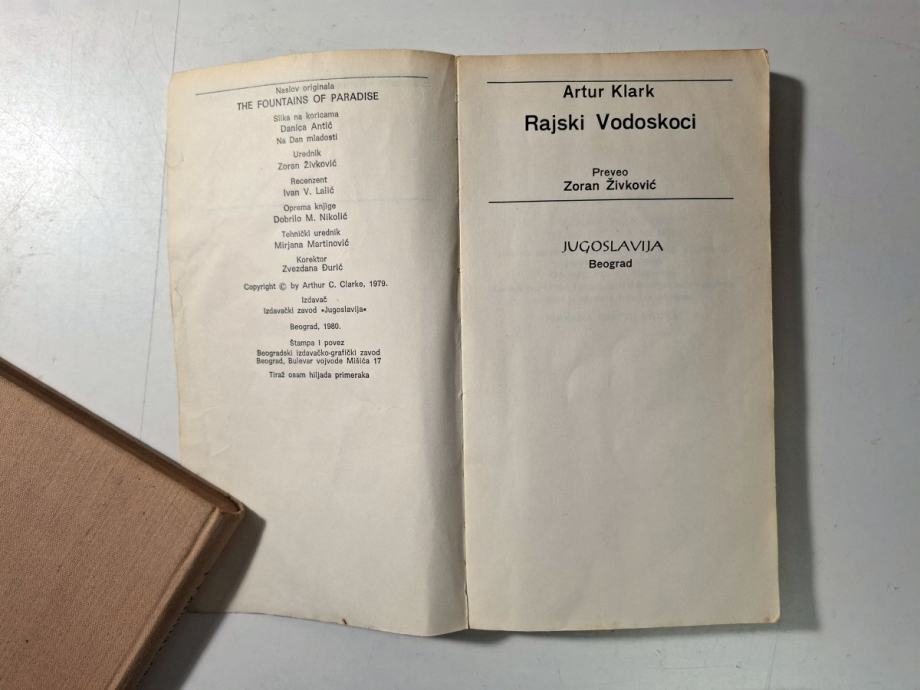 Naslov originala
THE FOUNTAINS OF PARADISE
Slika na koricama
Danica Antić
Na Dan mladosti
Urednik
Zoran Živković
Recenzent
Ivan V. Lalić
Oprema knjige
Dobrilo M. Nikolić
Tehnički urednik
Mirjana Martinović
Korektor
Zvezdana Đurić
Copyright © by Arthur C. Clarke, 1979.
Izdavač
Izdavački zavod »Jugoslavija«
Beograd, 1980.
Štampa i povez
Beogradski izdavačko-grafički zavod
Beograd, Bulevar vojvode Mišića 17
Tiraž osam hiljada primeraka
Artur Klark
Rajski Vodoskoci
Preveo
Zoran Živković
JUGOSLAVIJA
Beograd